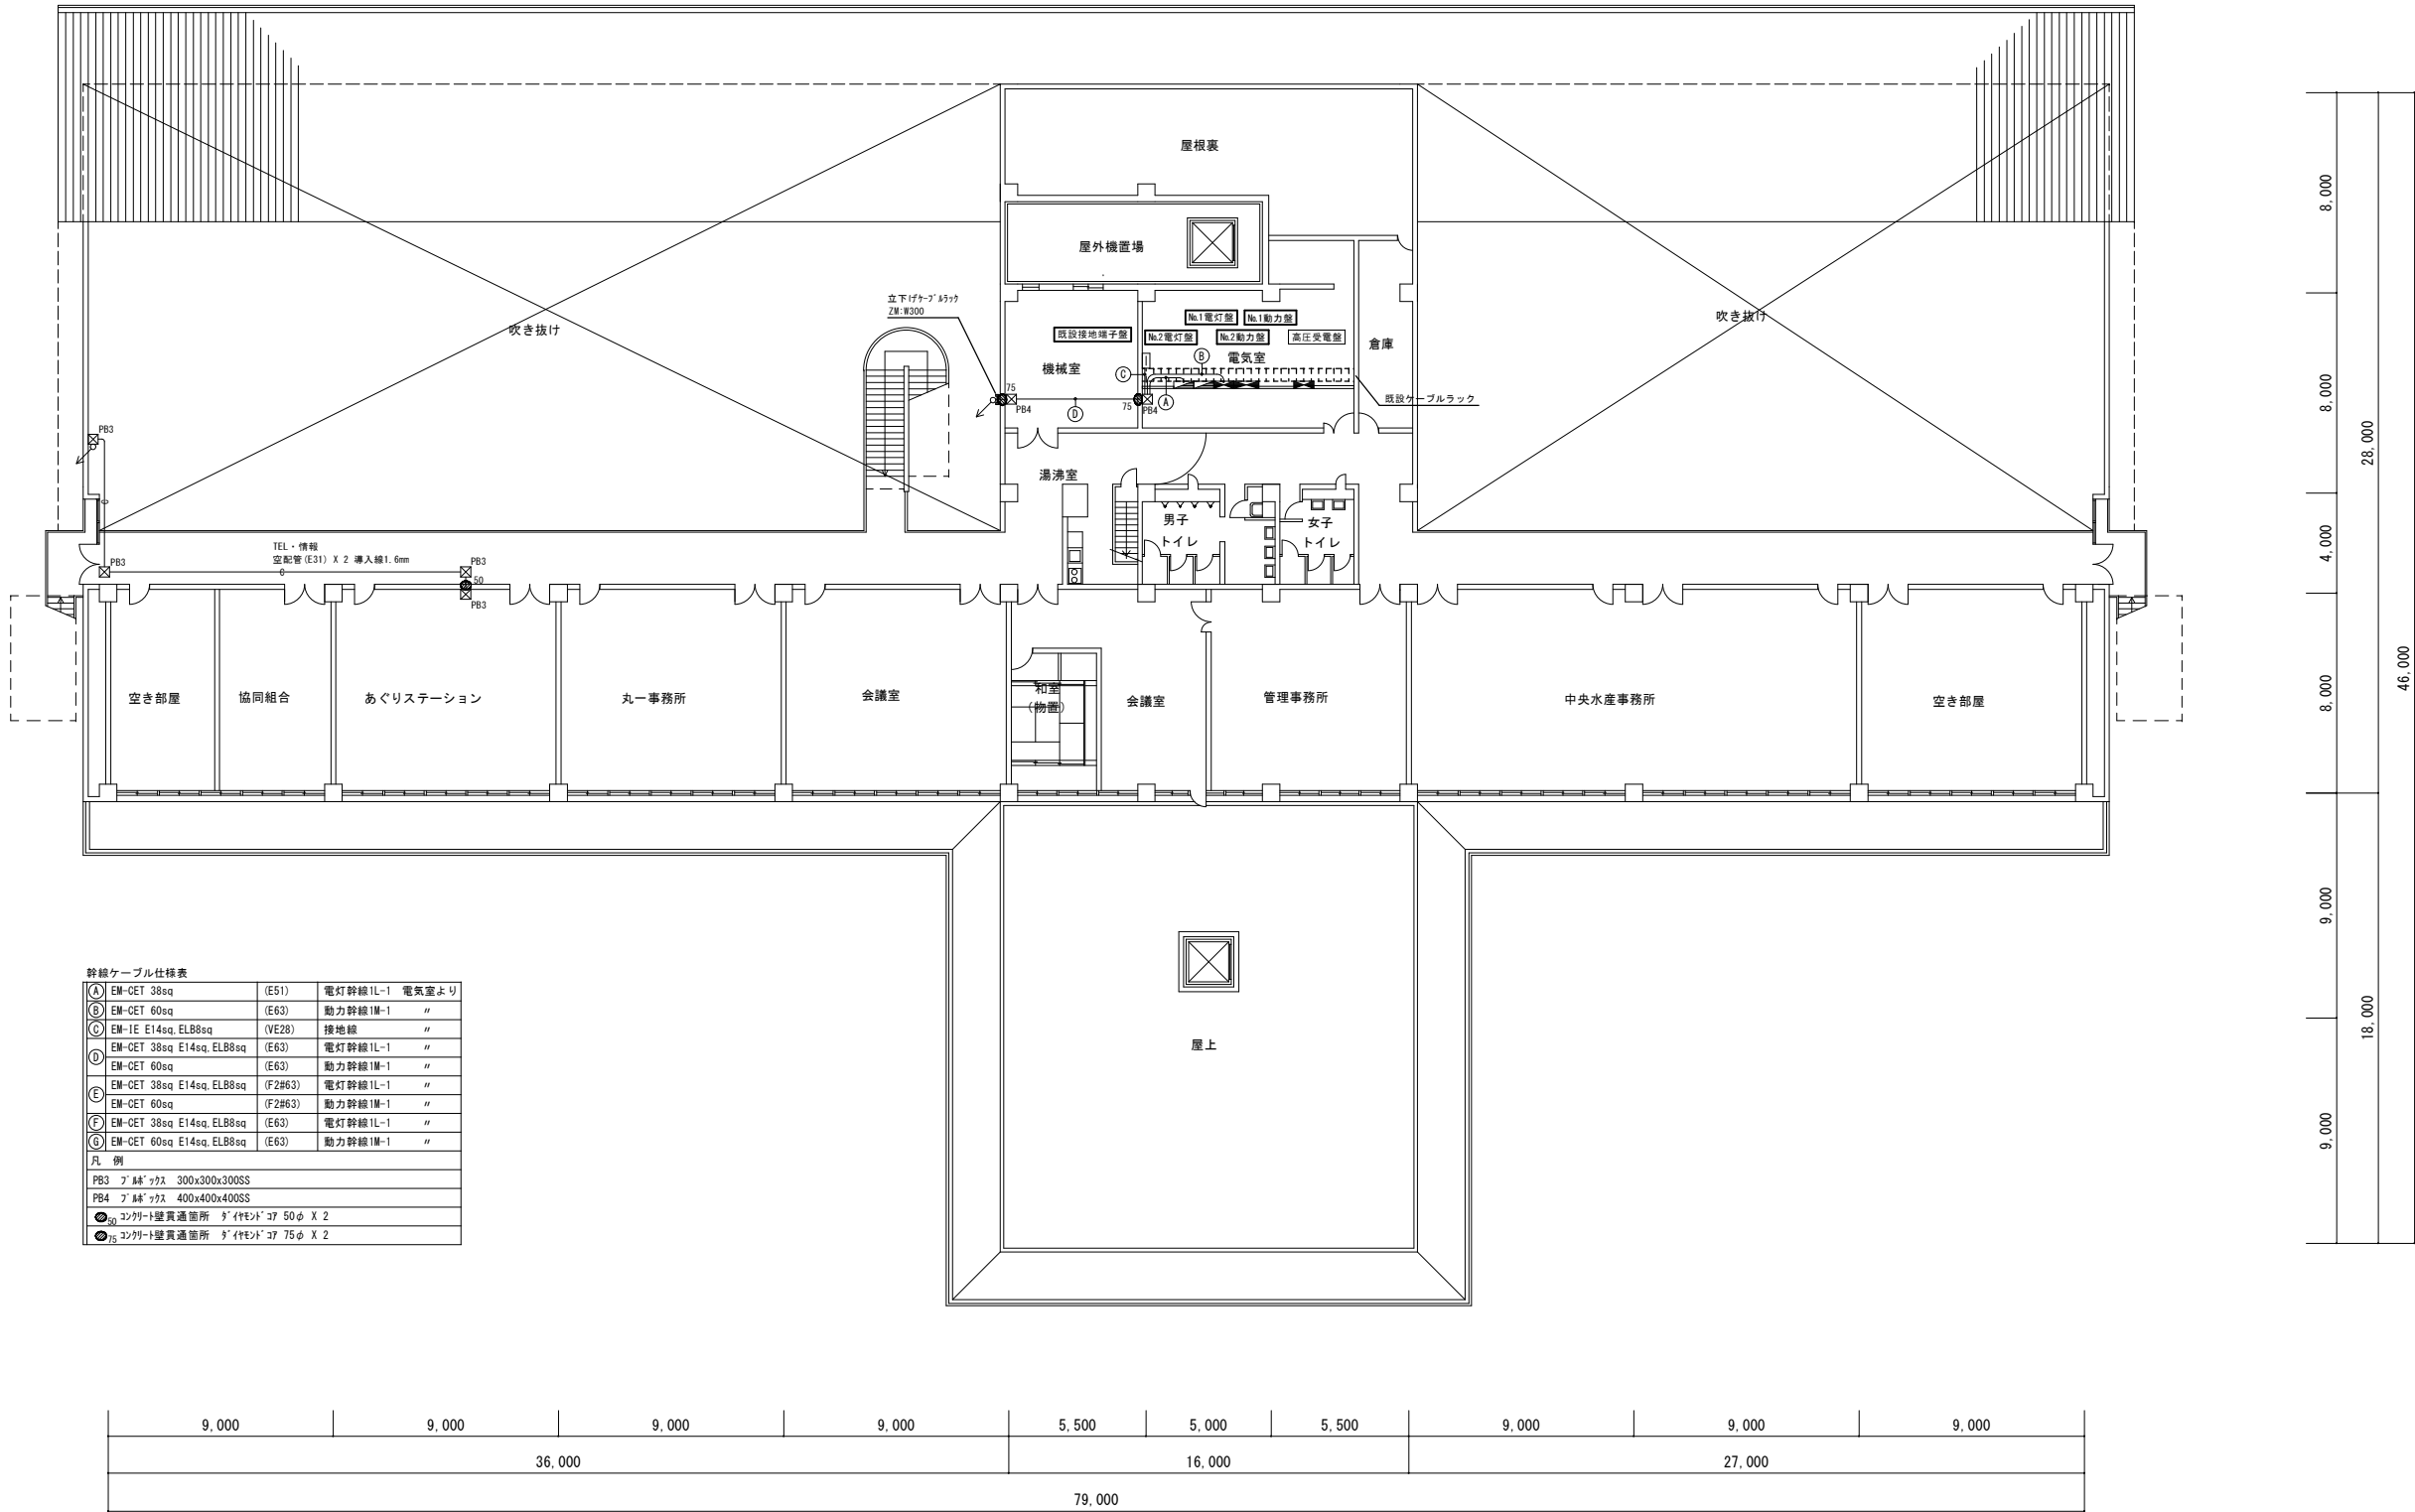 屋根裏
屋外機置場
立下げｹｰﾌﾞﾙﾗｯｸ
ZM:W300
吹き抜け
吹き抜け
既設接地端子盤
No.1電灯盤
No.1動力盤
No.2電灯盤
No.2動力盤
高圧受電盤
機械室
電気室
倉庫
B
C
A
D
75
PB4
75
PB4
既設ケーブルラック
PB3
湯沸室
男子
トイレ
女子
トイレ
TEL・情報
空配管(E31) X 2 導入線1.6mm
PB3
PB3
50
PB3
空き部屋
協同組合
あぐりステーション
丸一事務所
会議室
和室
(物置)
会議室
管理事務所
中央水産事務所
空き部屋
屋上
幹線ケーブル仕様表
A EM-CET 38sq (E51) 電灯幹線1L-1 電気室より
B EM-CET 60sq (E63) 動力幹線1M-1 〃
C EM-IE E14sq,ELB8sq (VE28) 接地線 〃
D EM-CET 38sq E14sq,ELB8sq (E63) 電灯幹線1L-1 〃
EM-CET 60sq (E63) 動力幹線1M-1 〃
E EM-CET 38sq E14sq,ELB8sq (F2#63) 電灯幹線1L-1 〃
EM-CET 60sq (F2#63) 動力幹線1M-1 〃
F EM-CET 38sq E14sq,ELB8sq (E63) 電灯幹線1L-1 〃
G EM-CET 60sq E14sq,ELB8sq (E63) 動力幹線1M-1 〃
凡 例
PB3 ﾌﾟﾙﾎﾞｯｸｽ 300x300x300SS
PB4 ﾌﾟﾙﾎﾞｯｸｽ 400x400x400SS
50 ｺﾝｸﾘｰﾄ壁貫通箇所 ﾀﾞｲﾔﾓﾝﾄﾞｺｱ 50φ X 2
75 ｺﾝｸﾘｰﾄ壁貫通箇所 ﾀﾞｲﾔﾓﾝﾄﾞｺｱ 75φ X 2
8,000
8,000
4,000
8,000
9,000
9,000
28,000
18,000
46,000
9,000 9,000 9,000 9,000 5,500 5,000 5,500 9,000 9,000 9,000
36,000 16,000 27,000
79,000